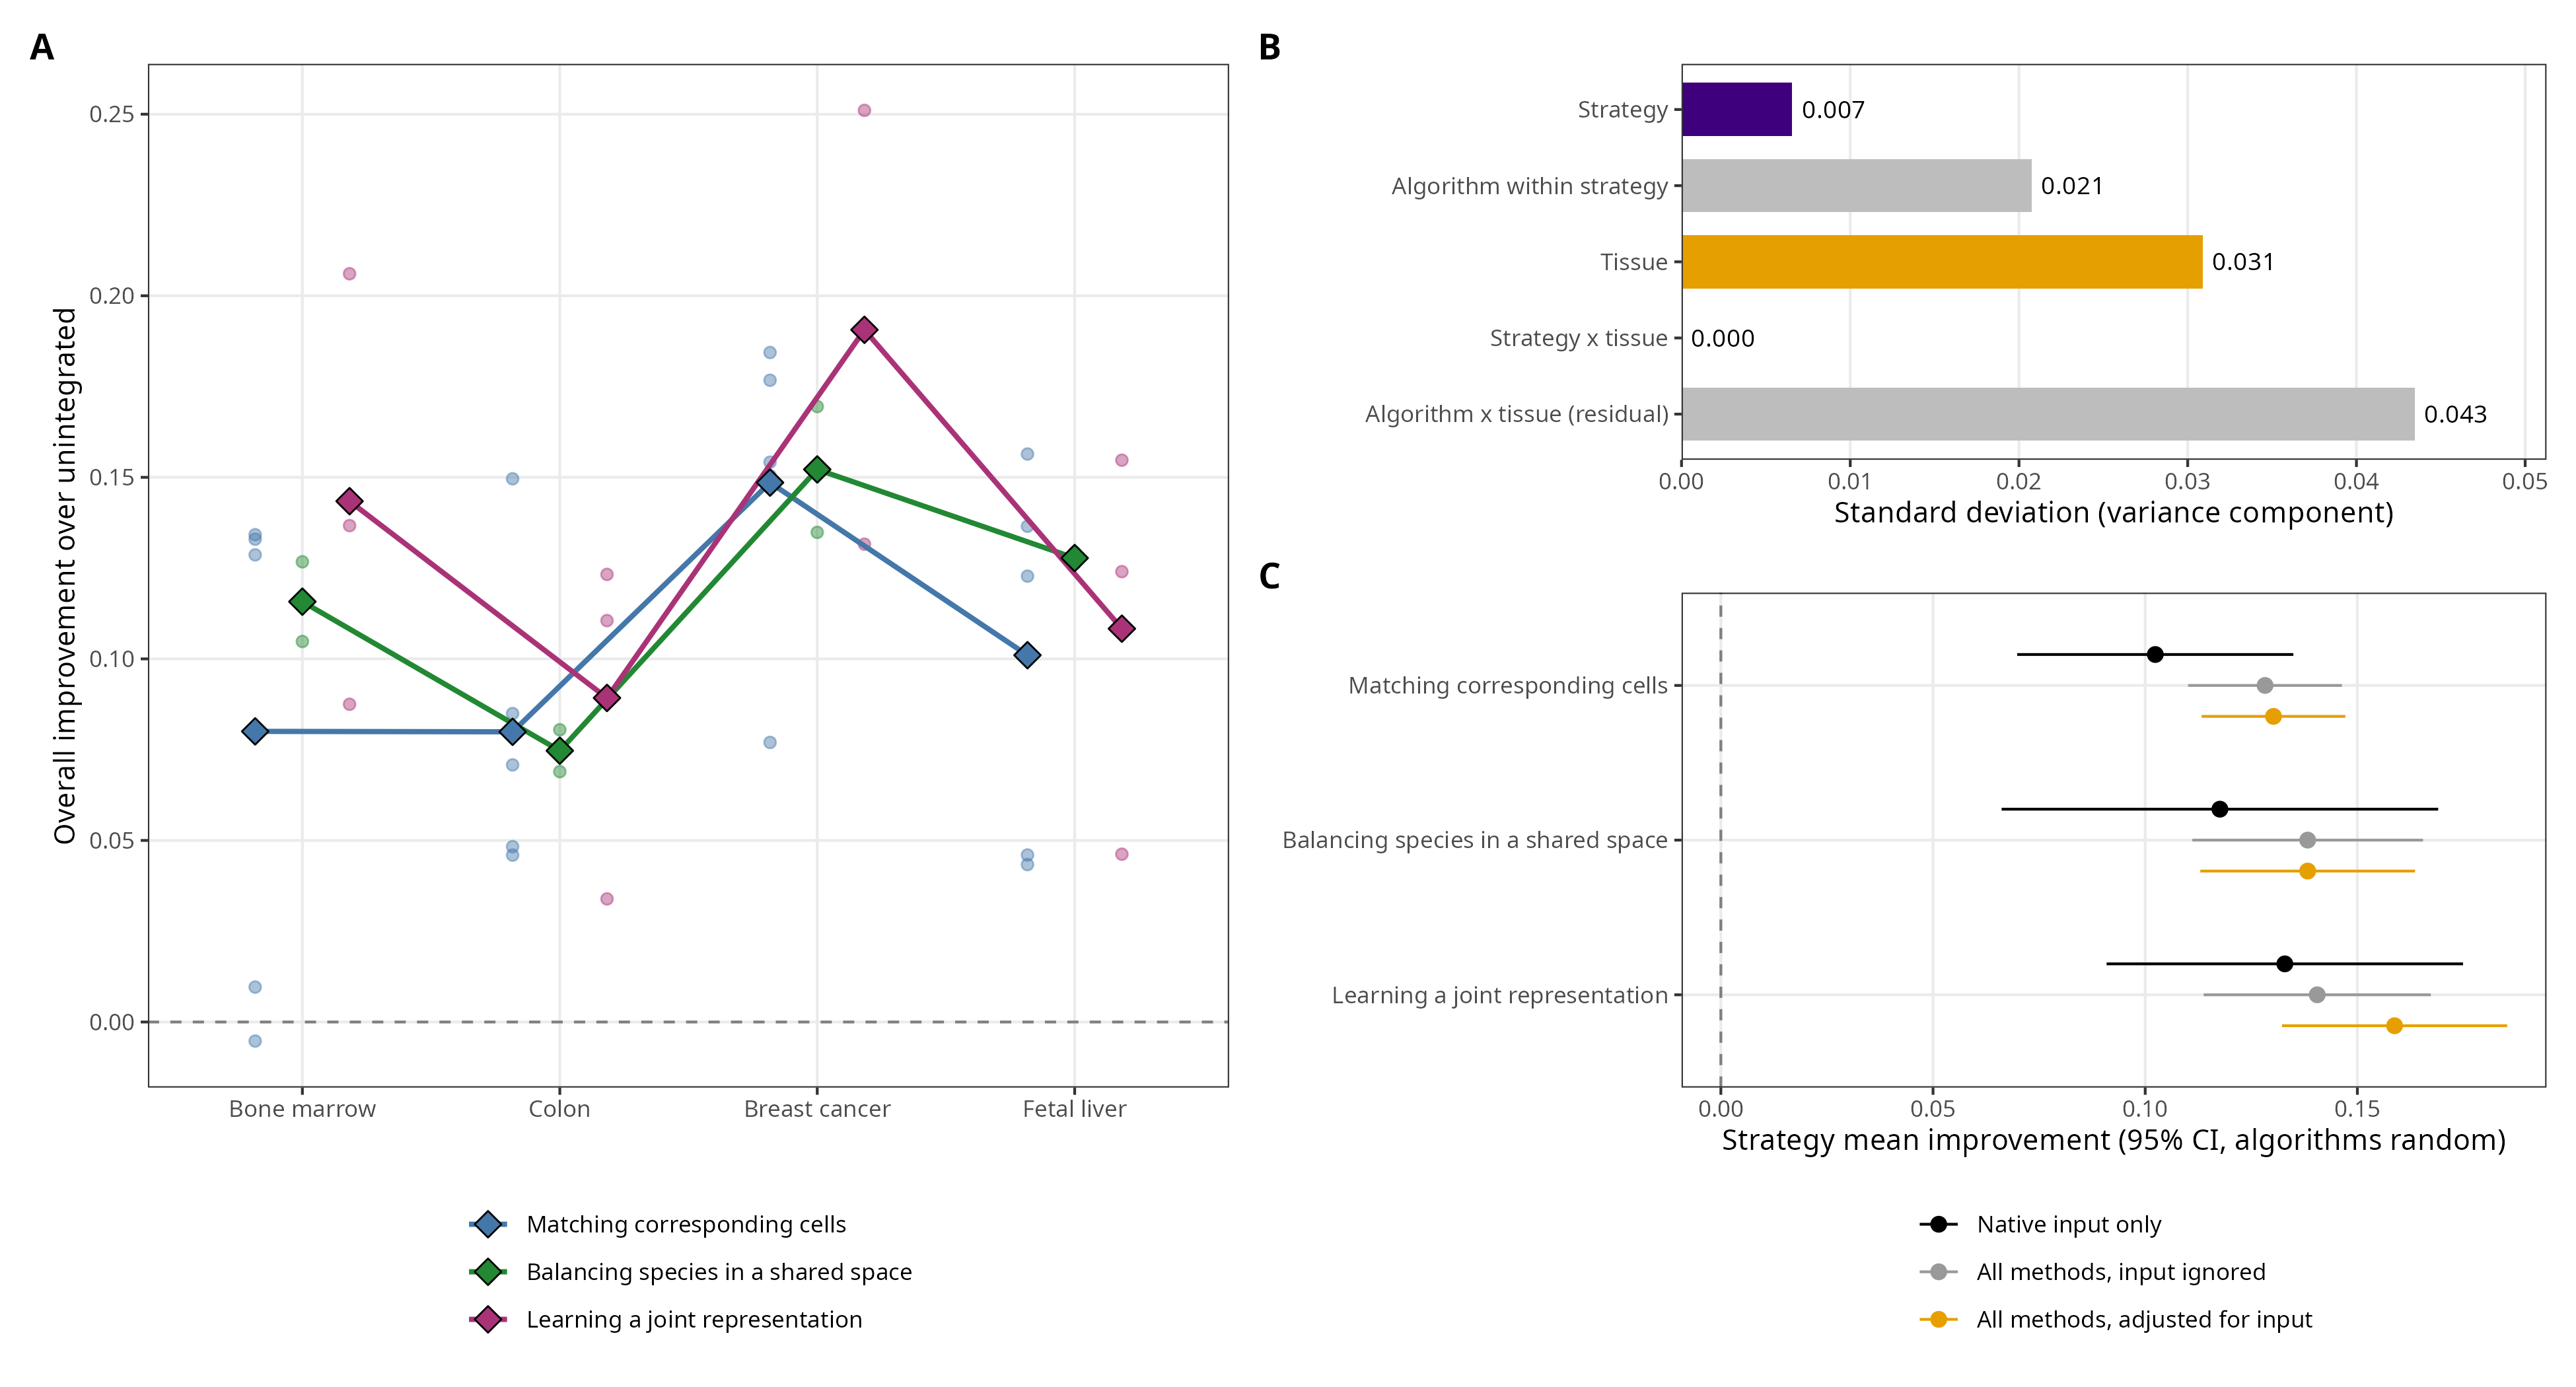 A
Overall improvement over unintegrated
0.25
0.20
0.15
0.10
0.05
0.00
Bone marrow
Colon
Breast cancer
Fetal liver
Matching corresponding cells
Balancing species in a shared space
Learning a joint representation
B
Strategy
0.007
Algorithm within strategy
0.021
Tissue
0.031
Strategy x tissue
0.000
Algorithm x tissue (residual)
0.043
0.00
0.01
0.02
0.03
0.04
0.05
Standard deviation (variance component)
C
Matching corresponding cells
Balancing species in a shared space
Learning a joint representation
0.00
0.05
0.10
0.15
Strategy mean improvement (95% CI, algorithms random)
Native input only
All methods, input ignored
All methods, adjusted for input